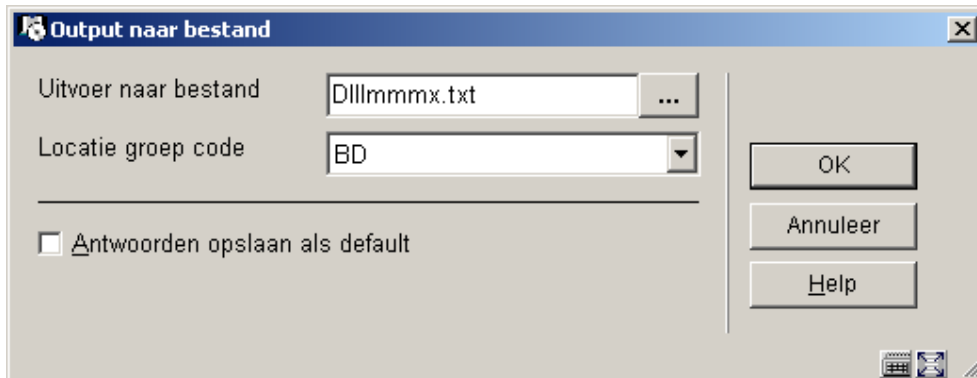 Output naar bestand
Uitvoer naar bestand
DlllmmmX.txt
...
Locatie groep code
BD
Antwoorden opslaan als default
OK
Annuleer
Help